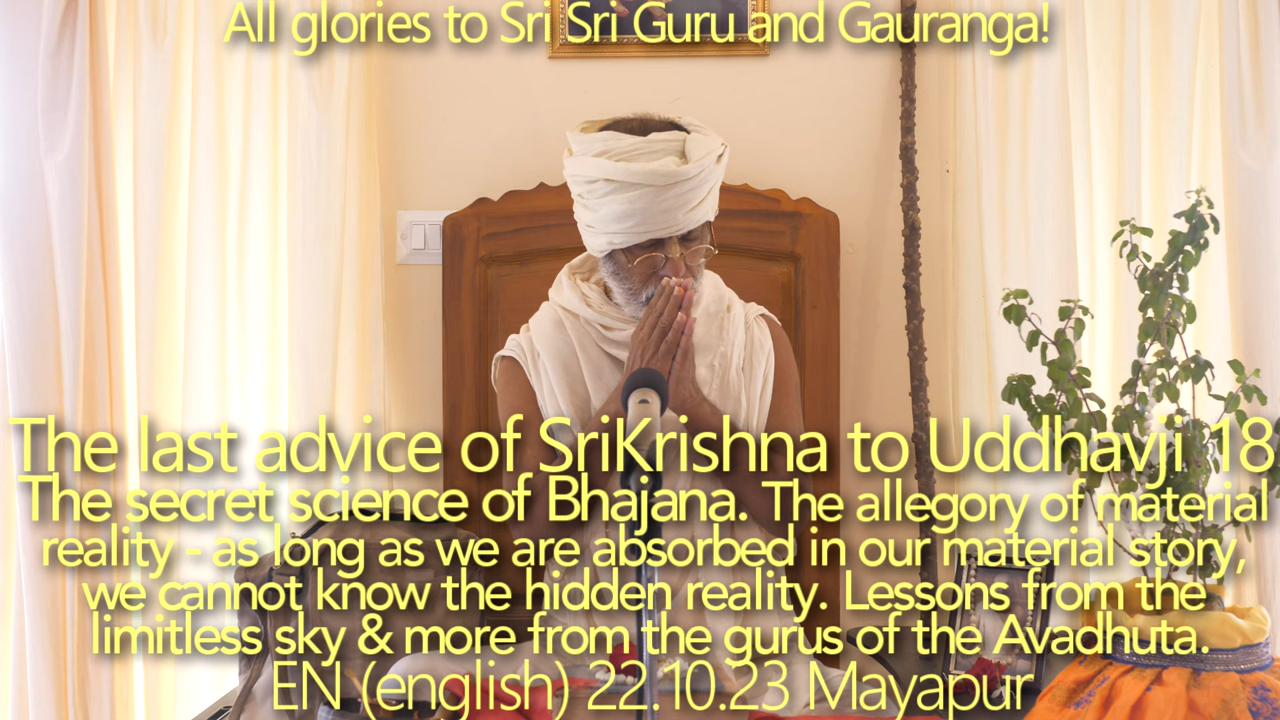 All glories to Sri Sri Guru and Gauranga!
The last advice of SriKrishna to Uddhavji 18
The secret science of Bhajana. The allegory of material
reality - as long as we are absorbed in our material story,
we cannot know the hidden reality. Lessons from the
limitless sky & more from the gurus of the Avadhuta.
EN (english) 22.10.23 Mayapur